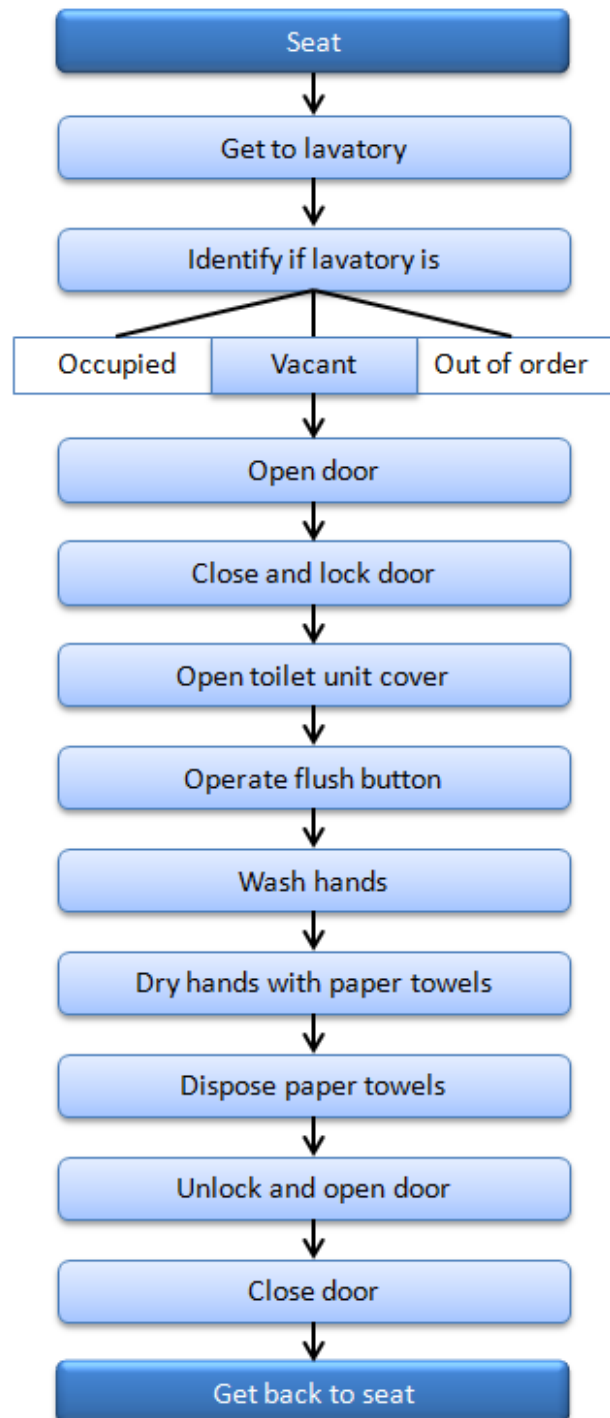 Seat
Get to lavatory
Identify if lavatory is
Occupied Vacant Out of order
Open door
Close and lock door
Open toilet unit cover
Operate flush button
Wash hands
Dry hands with paper towels
Dispose paper towels
Unlock and open door
Close door
Get back to seat